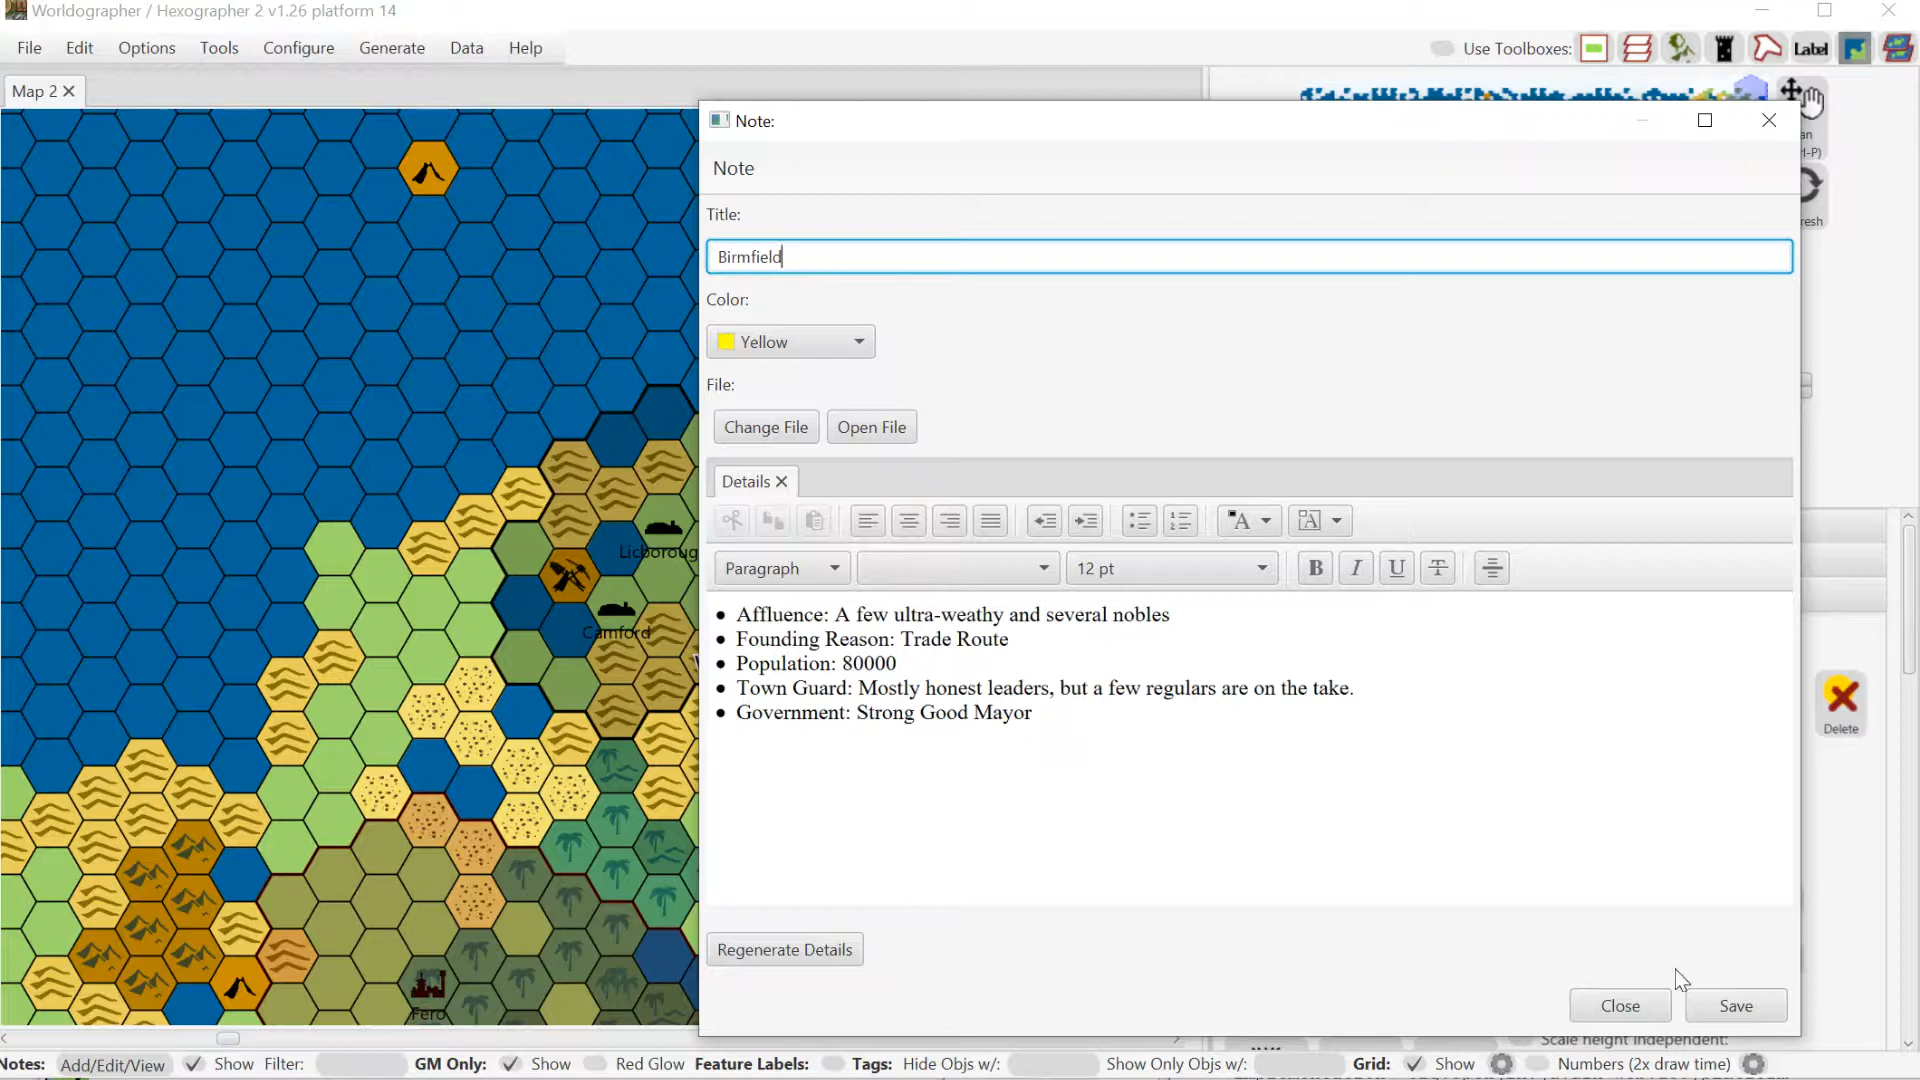 Worldographer / Hexographer 2 v1.26 platform 14
File Edit Options Tools Configure Generate Data Help Use Toolboxes: Label
Map 2
Note:
Note
Title:
Birmfield
Color:
Yellow
File:
Change File Open File
Details
Paragraph 12 pt B I U T
• Affluence: A few ultra-weathy and several nobles
• Founding Reason: Trade Route
• Population: 80000
• Town Guard: Mostly honest leaders, but a few regulars are on the take.
• Government: Strong Good Mayor
Regenerate Details
Close Save
Licboroug
Camford
Fero
Delete
Scale height independent:
Notes: Add/Edit/View Show Filter: GM Only: Show Red Glow Feature Labels: Tags: Hide Objs w/: Show Only Objs w/: Grid: Show Numbers (2x draw time)